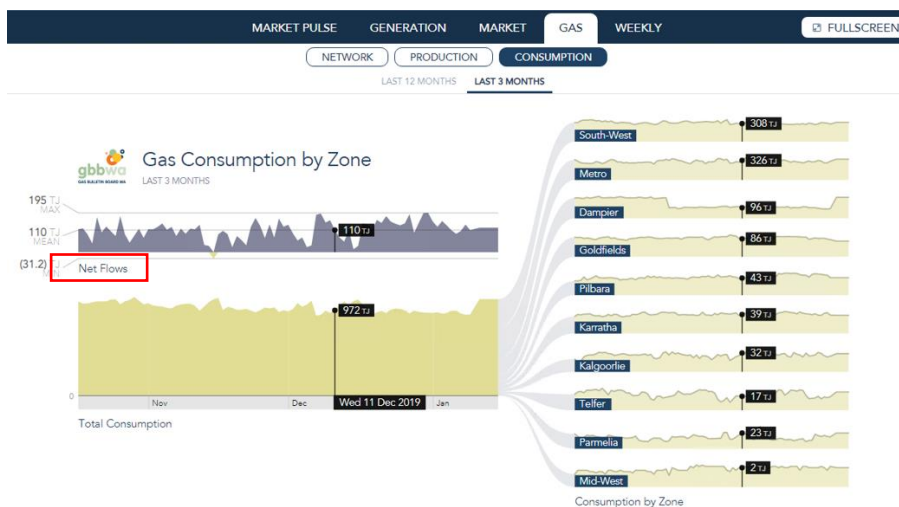 MARKET PULSE GENERATION MARKET GAS WEEKLY FULLSCREEN
NETWORK PRODUCTION CONSUMPTION
LAST 12 MONTHS LAST 3 MONTHS
gbbwa
GAS BULLETIN BOARD WA
Gas Consumption by Zone
LAST 3 MONTHS
195 TJ
MAX
110 TJ
MEAN
(31.2) TJ
MIN
110 TJ
Net Flows
972 TJ
0
Nov Dec Wed 11 Dec 2019 Jan
Total Consumption
308 TJ
South-West
326 TJ
Metro
96 TJ
Dampier
86 TJ
Goldfields
43 TJ
Pilbara
39 TJ
Karratha
32 TJ
Kalgoorlie
17 TJ
Telfer
23 TJ
Parmelia
2 TJ
Mid-West
Consumption by Zone